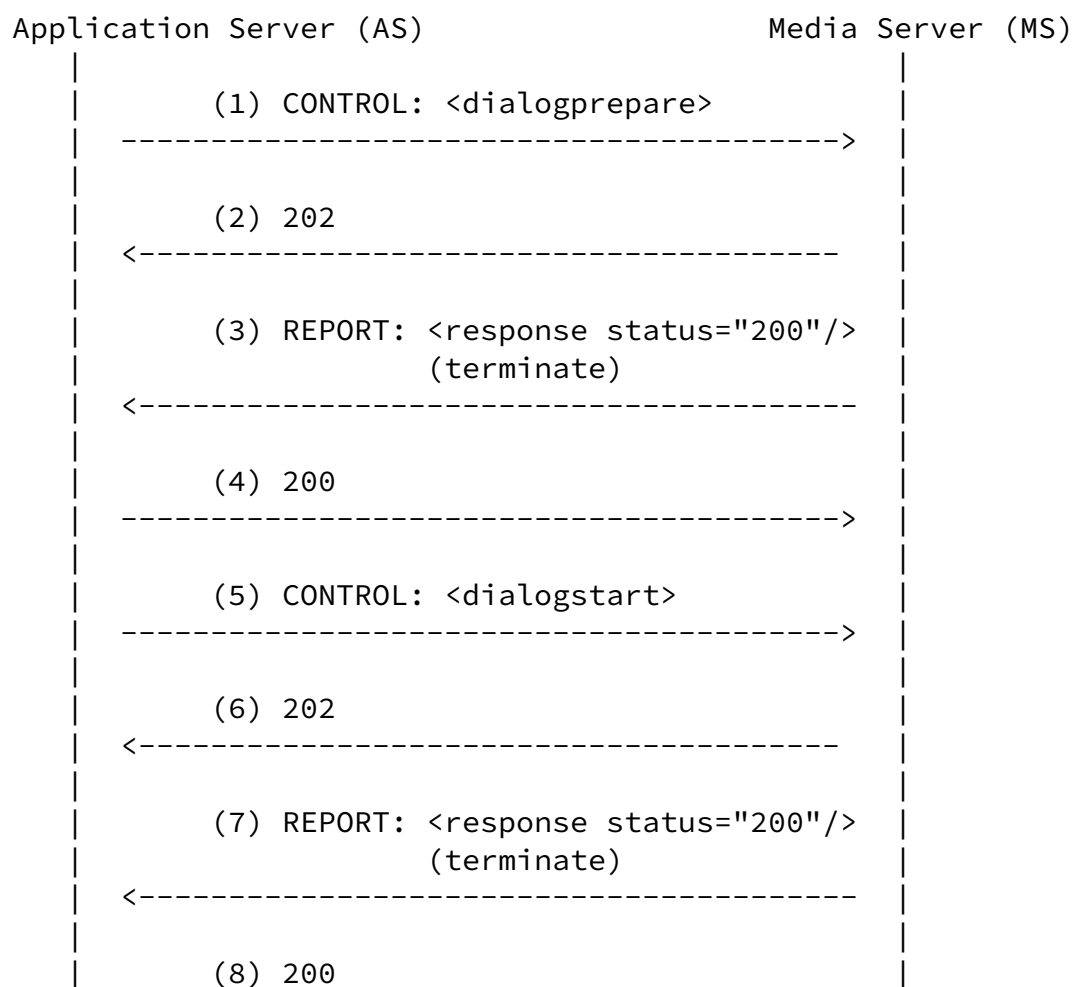 Application Server (AS)                   Media Server (MS)
   |                                             |
   |       (1) CONTROL: <dialogprepare>          |
   |  ---------------------------------------->  |
   |                                             |
   |       (2) 202                               |
   |  <---------------------------------------   |
   |                                             |
   |       (3) REPORT: <response status="200"/>  |
   |                   (terminate)               |
   |  <----------------------------------------  |
   |                                             |
   |       (4) 200                               |
   |  ---------------------------------------->  |
   |                                             |
   |       (5) CONTROL: <dialogstart>            |
   |  ---------------------------------------->  |
   |                                             |
   |       (6) 202                               |
   |  <---------------------------------------   |
   |                                             |
   |       (7) REPORT: <response status="200"/>  |
   |                   (terminate)               |
   |  <----------------------------------------  |
   |                                             |
   |       (8) 200                               |